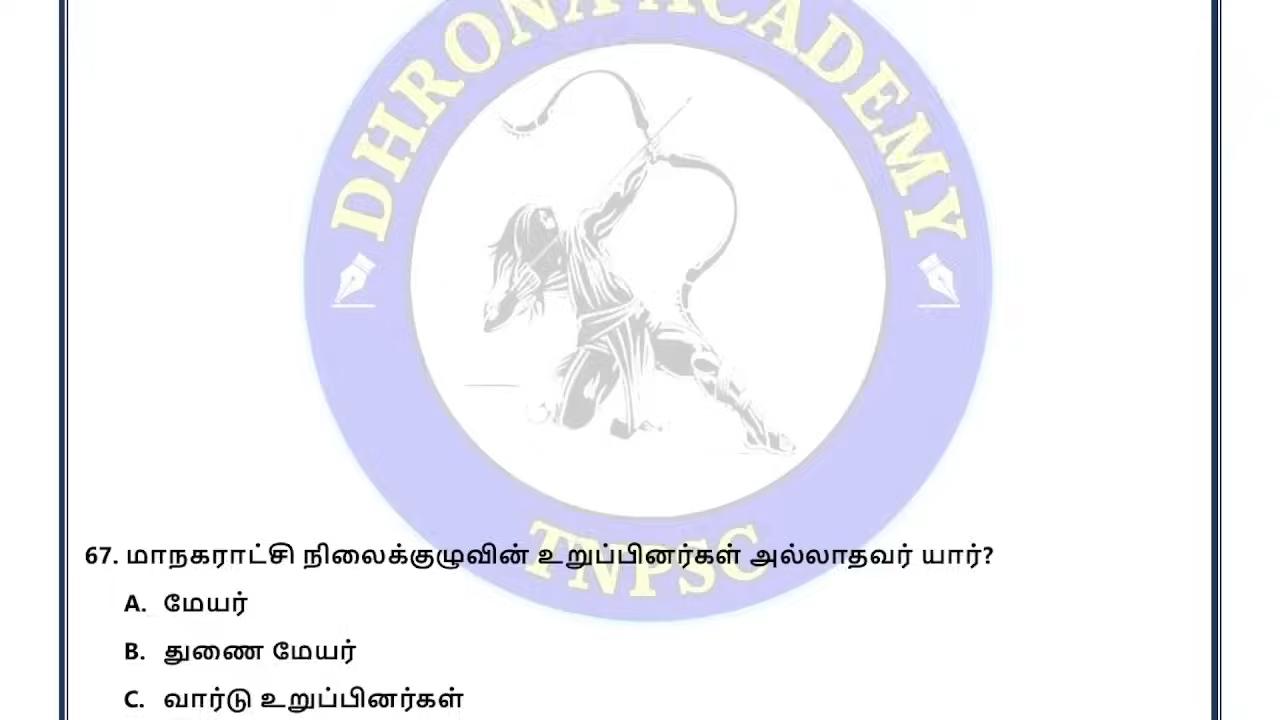 DHRONA ACADEMY
TNPSC
67. மாநகராட்சி நிலைக்குழுவின் உறுப்பினர்கள் அல்லாதவர் யார்?
A. மேயர்
B. துணை மேயர்
C. வார்டு உறுப்பினர்கள்